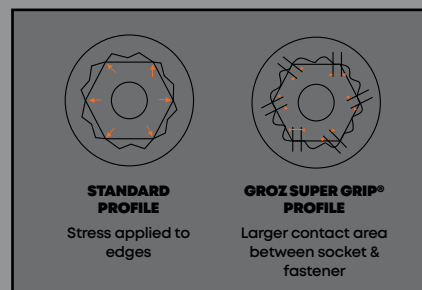 STANDARD
PROFILE
Stress applied to
edges
GROZ SUPER GRIP®
PROFILE
Larger contact area
between socket &
fastener